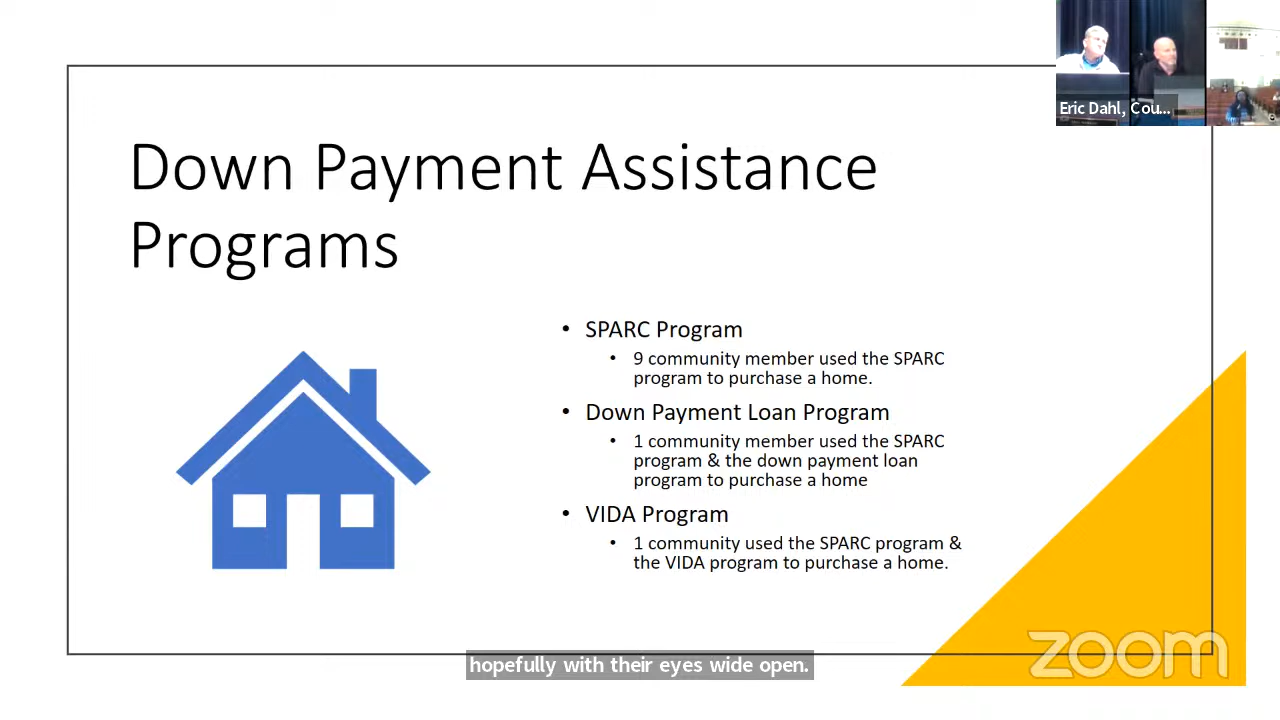 Eric Dahl, Cou...
Down Payment Assistance
Programs
• SPARC Program
• 9 community member used the SPARC
program to purchase a home.
• Down Payment Loan Program
• 1 community member used the SPARC
program & the down payment loan
program to purchase a home
• VIDA Program
• 1 community used the SPARC program &
the VIDA program to purchase a home.
hopefully with their eyes wide open.
zoom